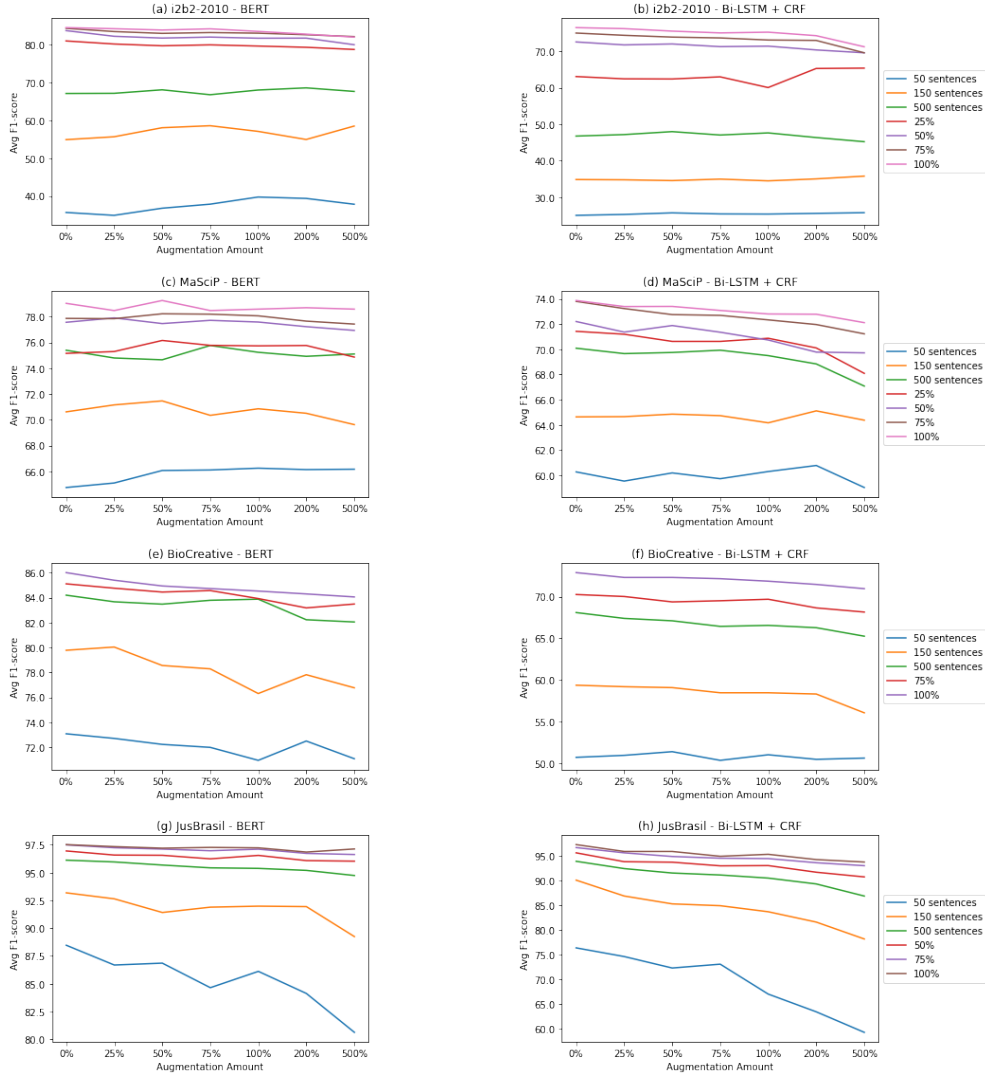 (a) i2b2-2010 - BERT
Avg F1-score
80.0
70.0
60.0
50.0
40.0
0% 25% 50% 75% 100% 200% 500%
Augmentation Amount
(b) i2b2-2010 - Bi-LSTM + CRF
Avg F1-score
70.0
60.0
50.0
40.0
30.0
0% 25% 50% 75% 100% 200% 500%
Augmentation Amount
50 sentences
150 sentences
500 sentences
25%
50%
75%
100%
(c) MaSciP - BERT
Avg F1-score
78.0
76.0
74.0
72.0
70.0
68.0
66.0
0% 25% 50% 75% 100% 200% 500%
Augmentation Amount
(d) MaSciP - Bi-LSTM + CRF
Avg F1-score
74.0
72.0
70.0
68.0
66.0
64.0
62.0
60.0
0% 25% 50% 75% 100% 200% 500%
Augmentation Amount
50 sentences
150 sentences
500 sentences
25%
50%
75%
100%
(e) BioCreative - BERT
Avg F1-score
86.0
84.0
82.0
80.0
78.0
76.0
74.0
72.0
0% 25% 50% 75% 100% 200% 500%
Augmentation Amount
(f) BioCreative - Bi-LSTM + CRF
Avg F1-score
70.0
65.0
60.0
55.0
50.0
0% 25% 50% 75% 100% 200% 500%
Augmentation Amount
50 sentences
150 sentences
500 sentences
75%
100%
(g) JusBrasil - BERT
Avg F1-score
97.5
95.0
92.5
90.0
87.5
85.0
82.5
80.0
0% 25% 50% 75% 100% 200% 500%
Augmentation Amount
(h) JusBrasil - Bi-LSTM + CRF
Avg F1-score
95.0
90.0
85.0
80.0
75.0
70.0
65.0
60.0
0% 25% 50% 75% 100% 200% 500%
Augmentation Amount
50 sentences
150 sentences
500 sentences
50%
75%
100%